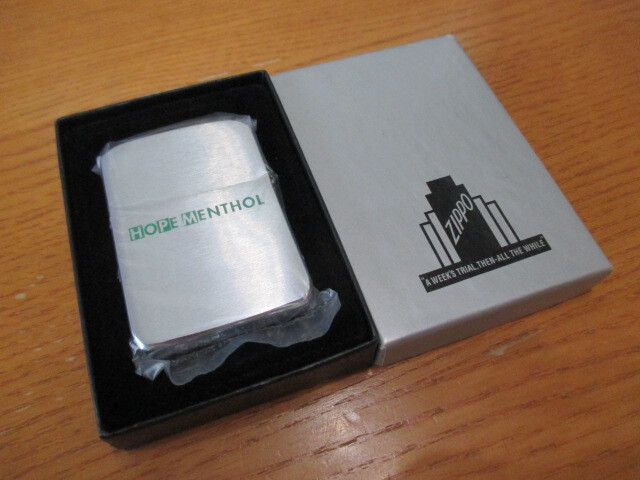 HOPE MENTHOL
ZIPPO
"A WEEK'S TRIAL, THEN-ALL THE WHILE